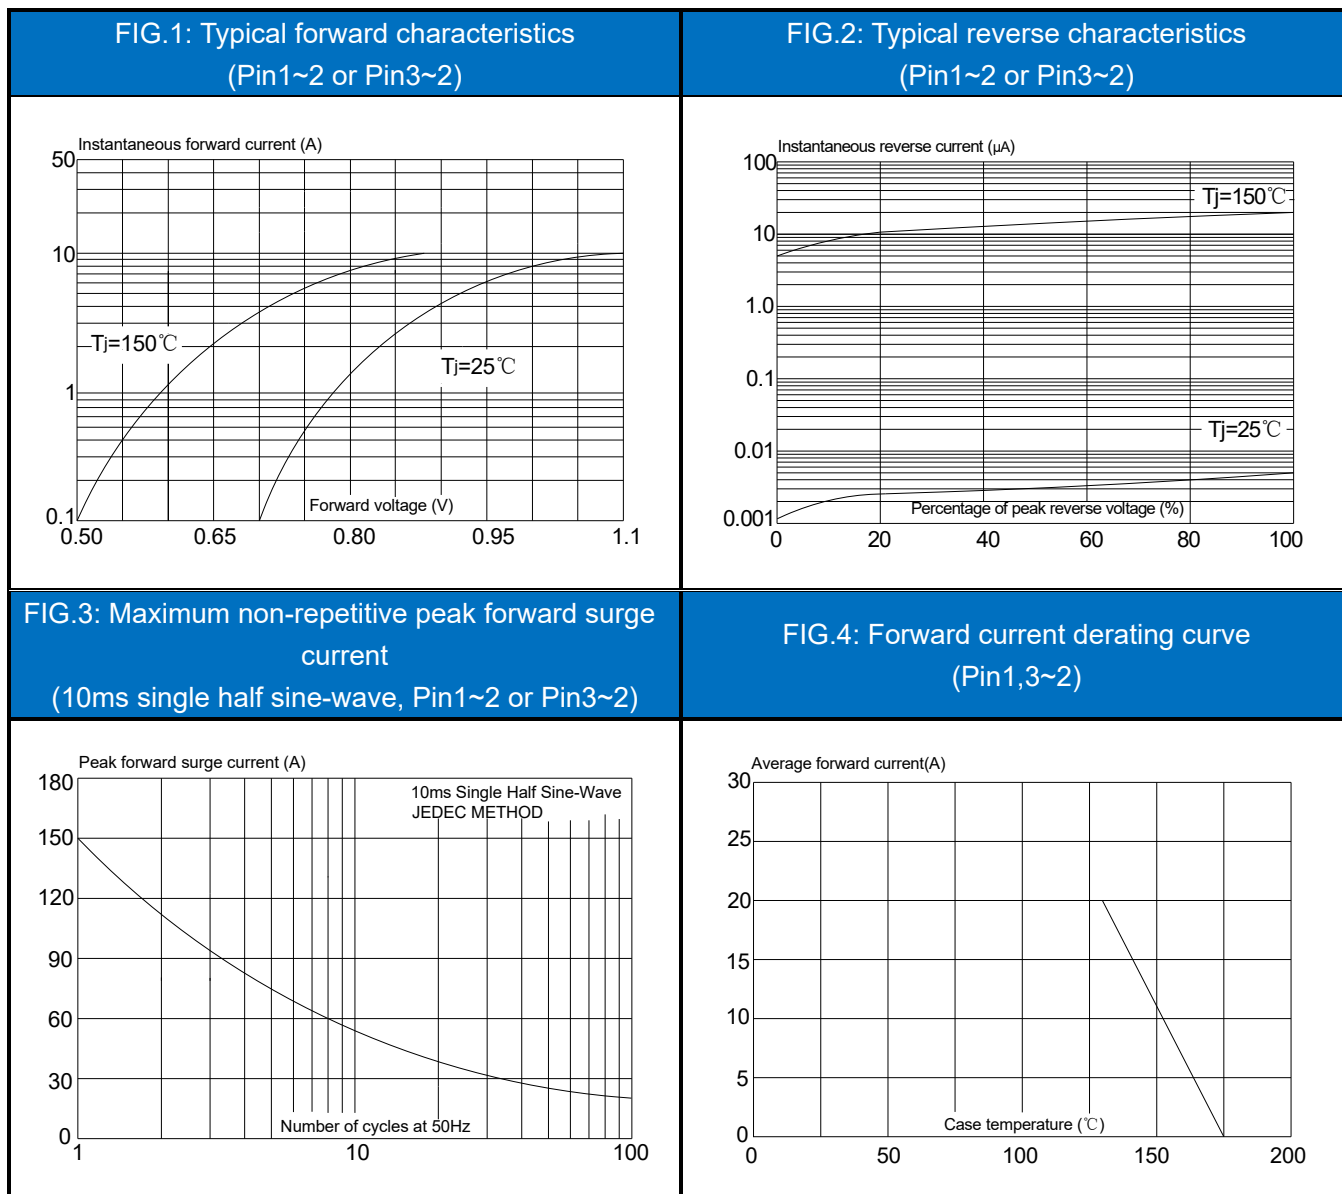 FIG.1: Typical forward characteristics
(Pin1~2 or Pin3~2)
Instantaneous forward current (A)
50
10
1
0.1
Tj=150℃
Tj=25℃
Forward voltage (V)
0.50 0.65 0.80 0.95 1.1
FIG.2: Typical reverse characteristics
(Pin1~2 or Pin3~2)
Instantaneous reverse current (μA)
100
10
1.0
0.1
0.01
0.001
Tj=150℃
Tj=25℃
Percentage of peak reverse voltage (%)
0 20 40 60 80 100
FIG.3: Maximum non-repetitive peak forward surge
current
(10ms single half sine-wave, Pin1~2 or Pin3~2)
Peak forward surge current (A)
180
150
120
90
60
30
0
10ms Single Half Sine-Wave
JEDEC METHOD
Number of cycles at 50Hz
1 10 100
FIG.4: Forward current derating curve
(Pin1,3~2)
Average forward current(A)
30
25
20
15
10
5
0
Case temperature (℃)
0 50 100 150 200